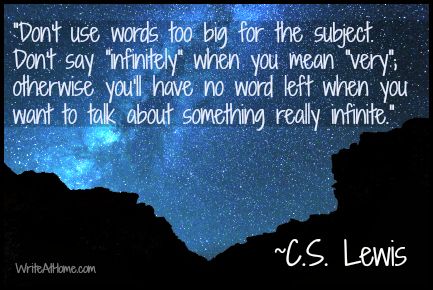 "Don't use words too big for the subject.
Don't say "infinitely" when you mean "very";
otherwise you'll have no word left when you
want to talk about something really infinite."
~C.S. Lewis
WriteAtHome.com